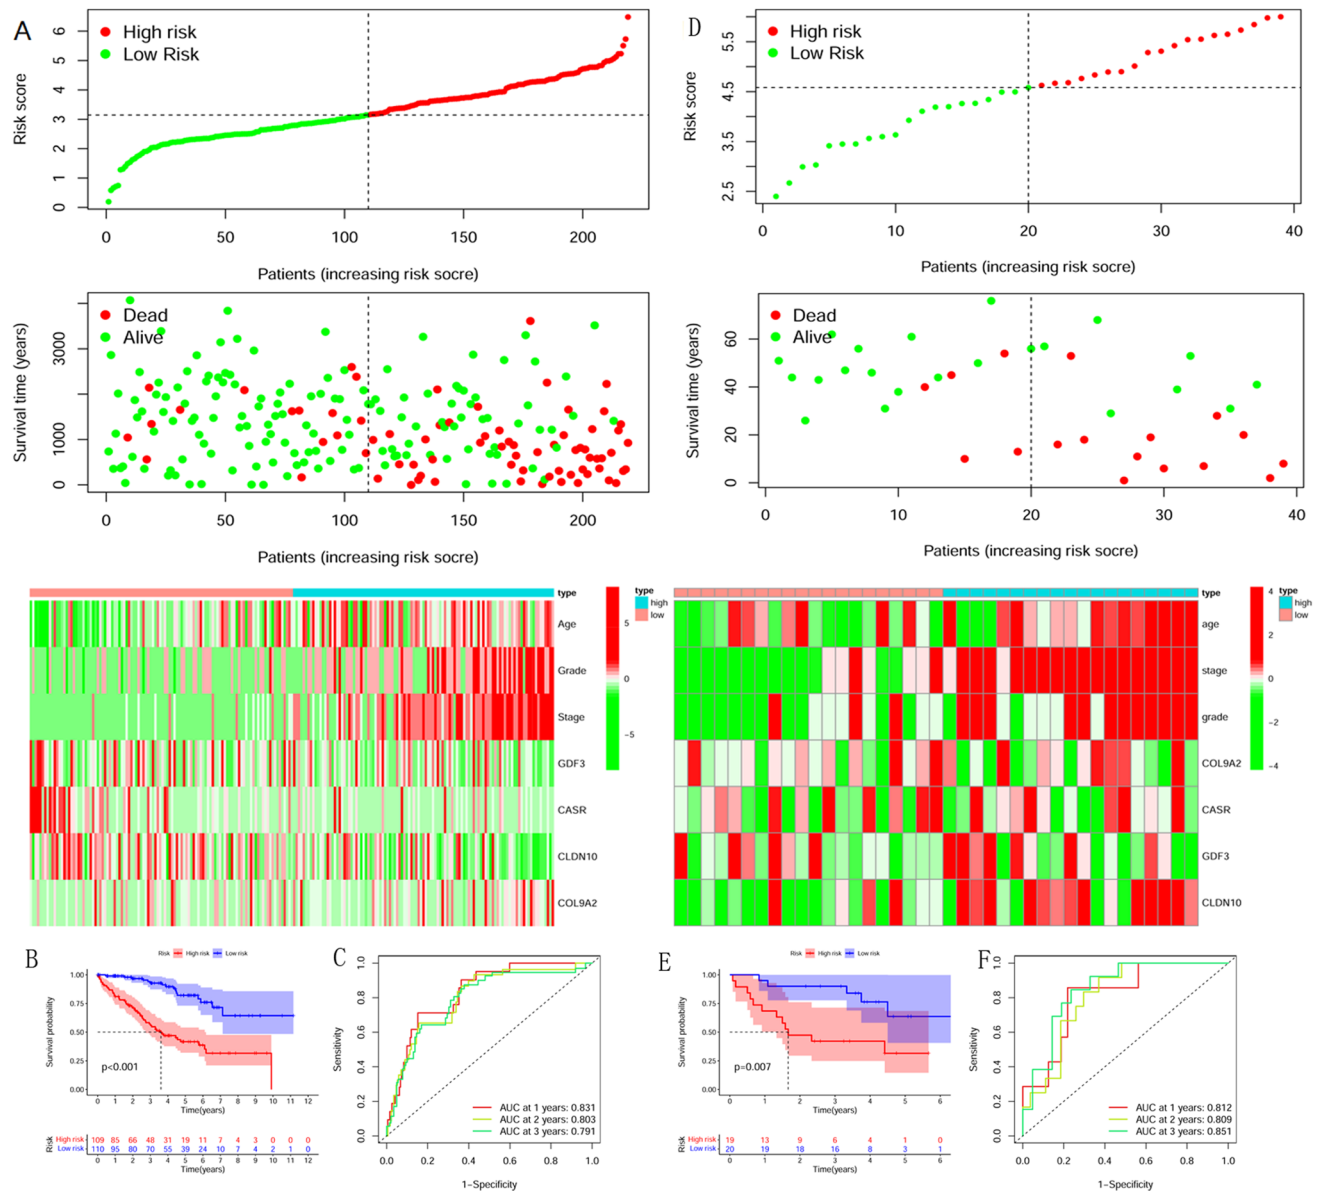 A
High risk
Low Risk
Risk score
6
5
4
3
2
1
0
0 50 100 150 200
Patients (increasing risk socre)
Dead
Alive
Survival time (years)
3000
1000
0
0 50 100 150 200
Patients (increasing risk socre)
type
Age
Grade
Stage
GDF3
CASR
CLDN10
COL9A2
5
0
−5
type
high
low
D
High risk
Low Risk
Risk score
5.5
4.5
3.5
2.5
0 10 20 30 40
Patients (increasing risk socre)
Dead
Alive
Survival time (years)
60
40
20
0
0 10 20 30 40
Patients (increasing risk socre)
type
age
stage
grade
COL9A2
CASR
GDF3
CLDN10
4
2
0
−2
−4
type
high
low
B
Risk High risk Low risk
Survival probability
1.00
0.75
0.50
0.25
0.00
p<0.001
0 1 2 3 4 5 6 7 8 9 10 11 12
Time(years)
Risk
High risk 109 85 66 48 31 19 11 7 4 3 0 0 0
Low risk 110 95 80 70 55 39 24 10 7 4 2 1 0
0 1 2 3 4 5 6 7 8 9 10 11 12
Time(years)
C
Sensitivity
1.0
0.8
0.6
0.4
0.2
0.0
AUC at 1 years: 0.831
AUC at 2 years: 0.803
AUC at 3 years: 0.791
0.0 0.2 0.4 0.6 0.8 1.0
1−Specificity
E
Risk High risk Low risk
Survival probability
1.00
0.75
0.50
0.25
0.00
p=0.007
0 1 2 3 4 5 6
Time(years)
Risk
High risk 19 13 9 6 4 1 0
Low risk 20 19 18 16 8 3 1
0 1 2 3 4 5 6
Time(years)
F
Sensitivity
1.0
0.8
0.6
0.4
0.2
0.0
AUC at 1 years: 0.812
AUC at 2 years: 0.809
AUC at 3 years: 0.851
0.0 0.2 0.4 0.6 0.8 1.0
1−Specificity